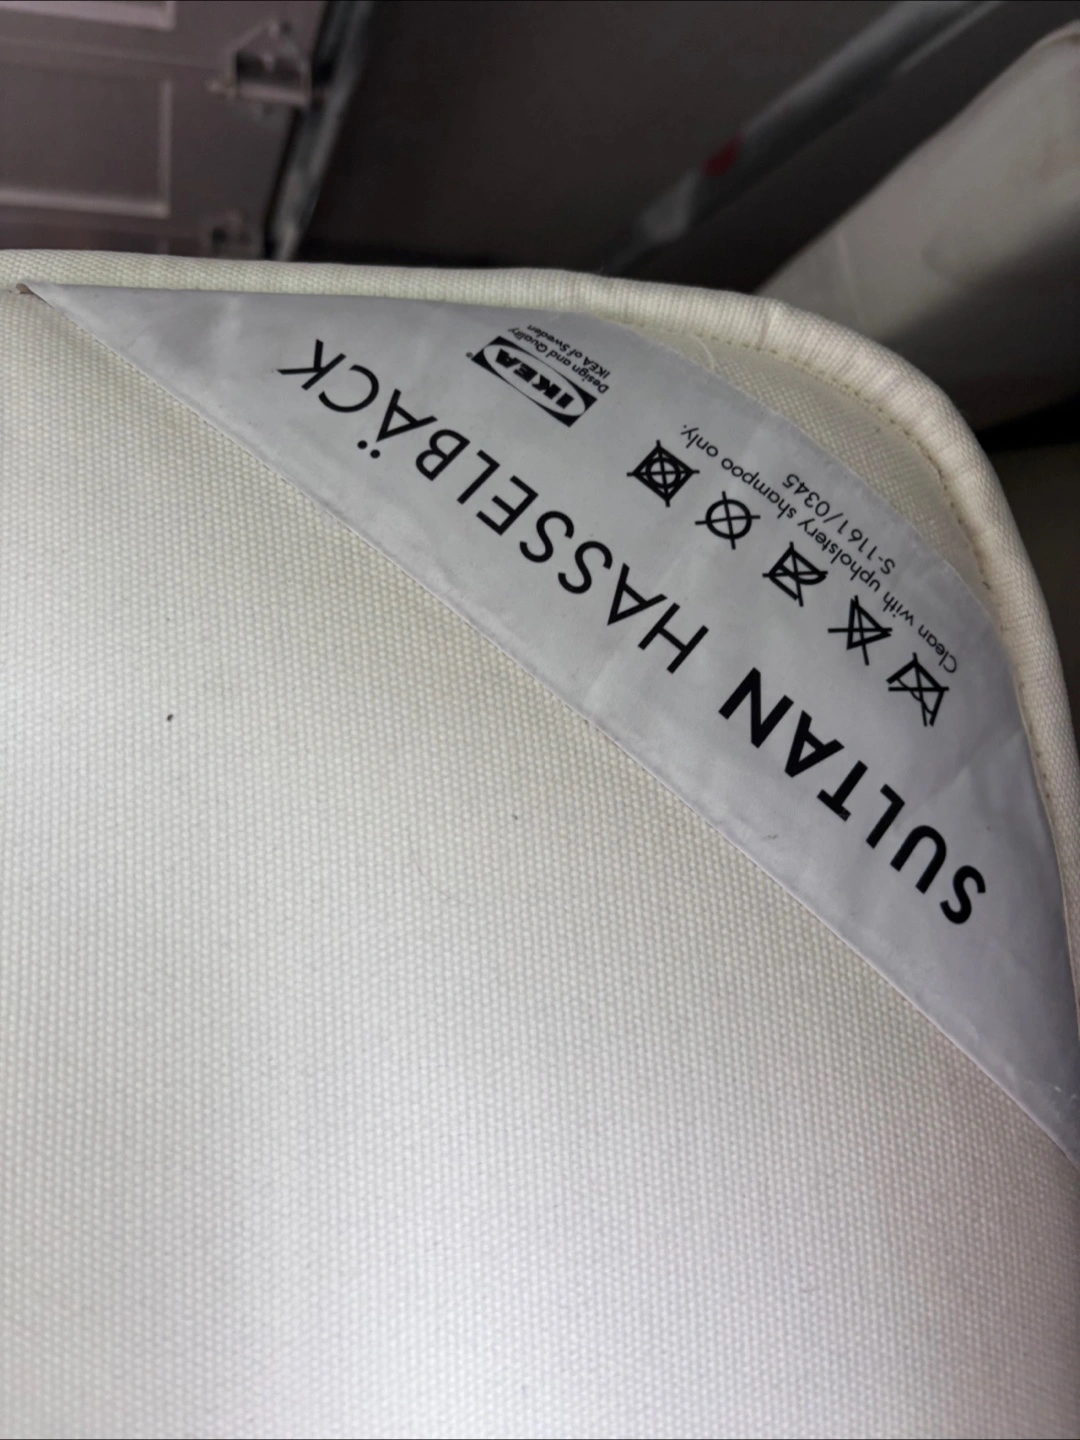 SULTAN HASSELBÄCK
Clean with upholstery shampoo only.
S-1161/0345
IKEA®
Design and Quality
IKEA of Sweden